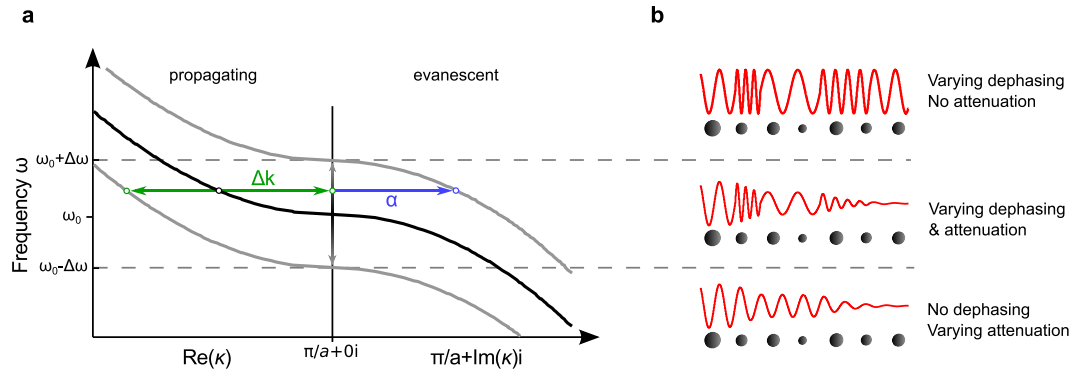 a
propagating
evanescent
Frequency ω
ω₀+Δω
ω₀
ω₀-Δω
Δk
α
Re(κ)
π/a+0i
π/a+Im(κ)i
b
Varying dephasing
No attenuation
Varying dephasing
& attenuation
No dephasing
Varying attenuation